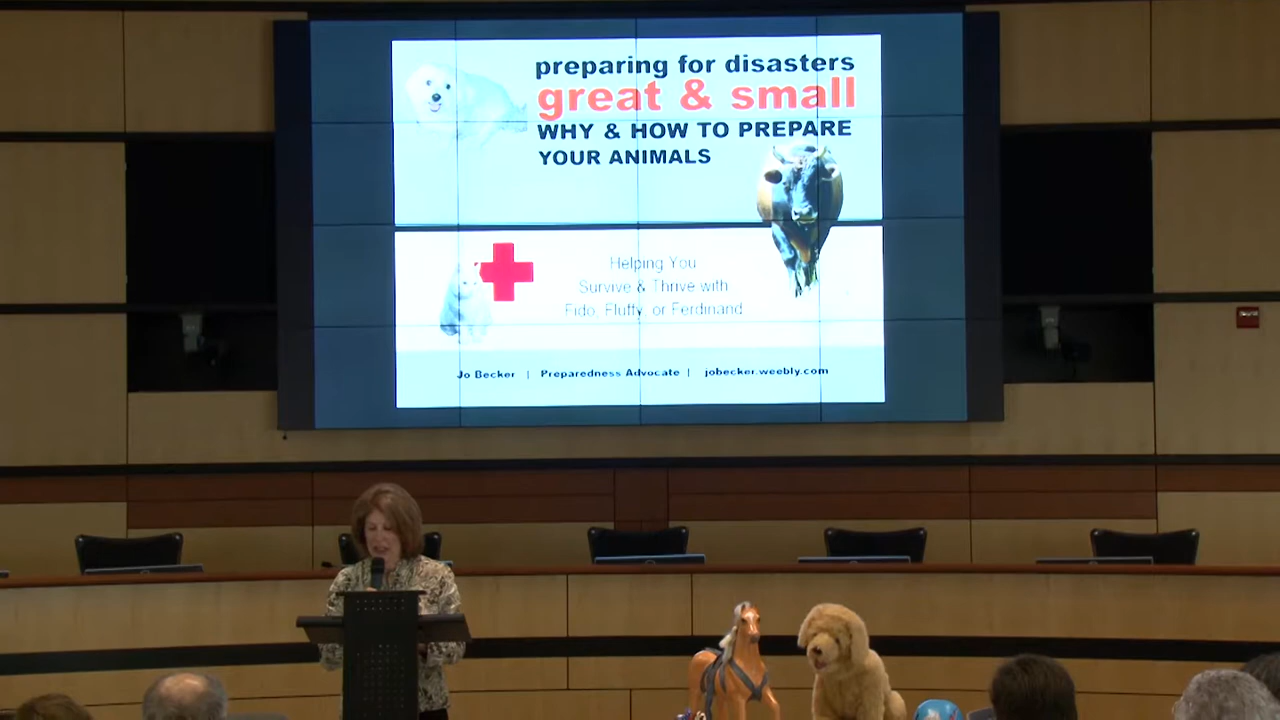 preparing for disasters
great & small
WHY & HOW TO PREPARE
YOUR ANIMALS
Helping You
Survive & Thrive with
Fido, Fluffy, or Ferdinand
Jo Becker | Preparedness Advocate | jobecker.weebly.com